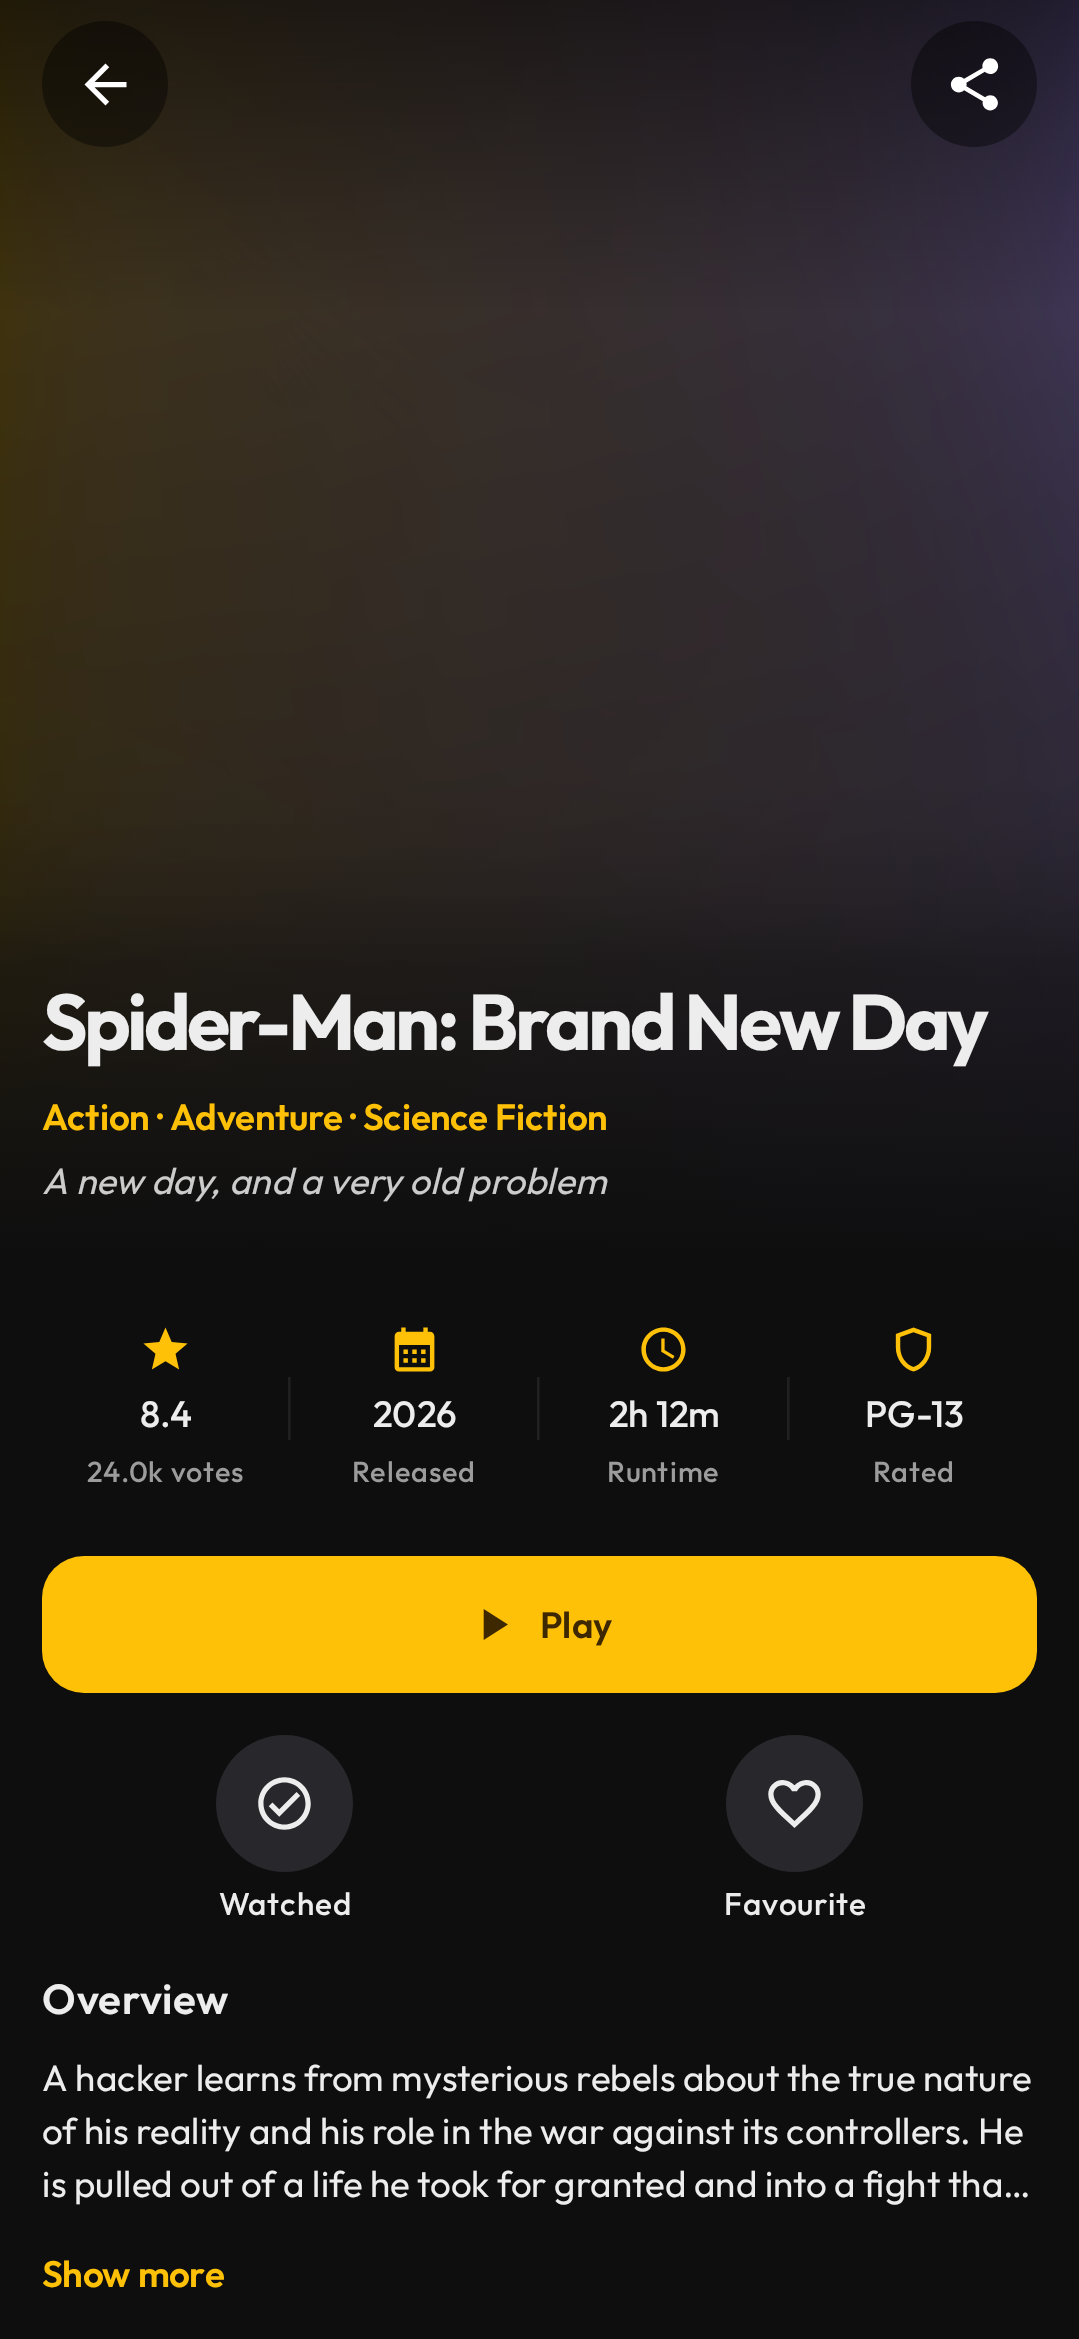 Spider-Man: Brand New Day
Action · Adventure · Science Fiction
A new day, and a very old problem
8.4
2026
2h 12m
PG-13
24.0k votes
Released
Runtime
Rated
Play
Watched
Favourite
Overview
A hacker learns from mysterious rebels about the true nature
of his reality and his role in the war against its controllers. He
is pulled out of a life he took for granted and into a fight tha...
Show more